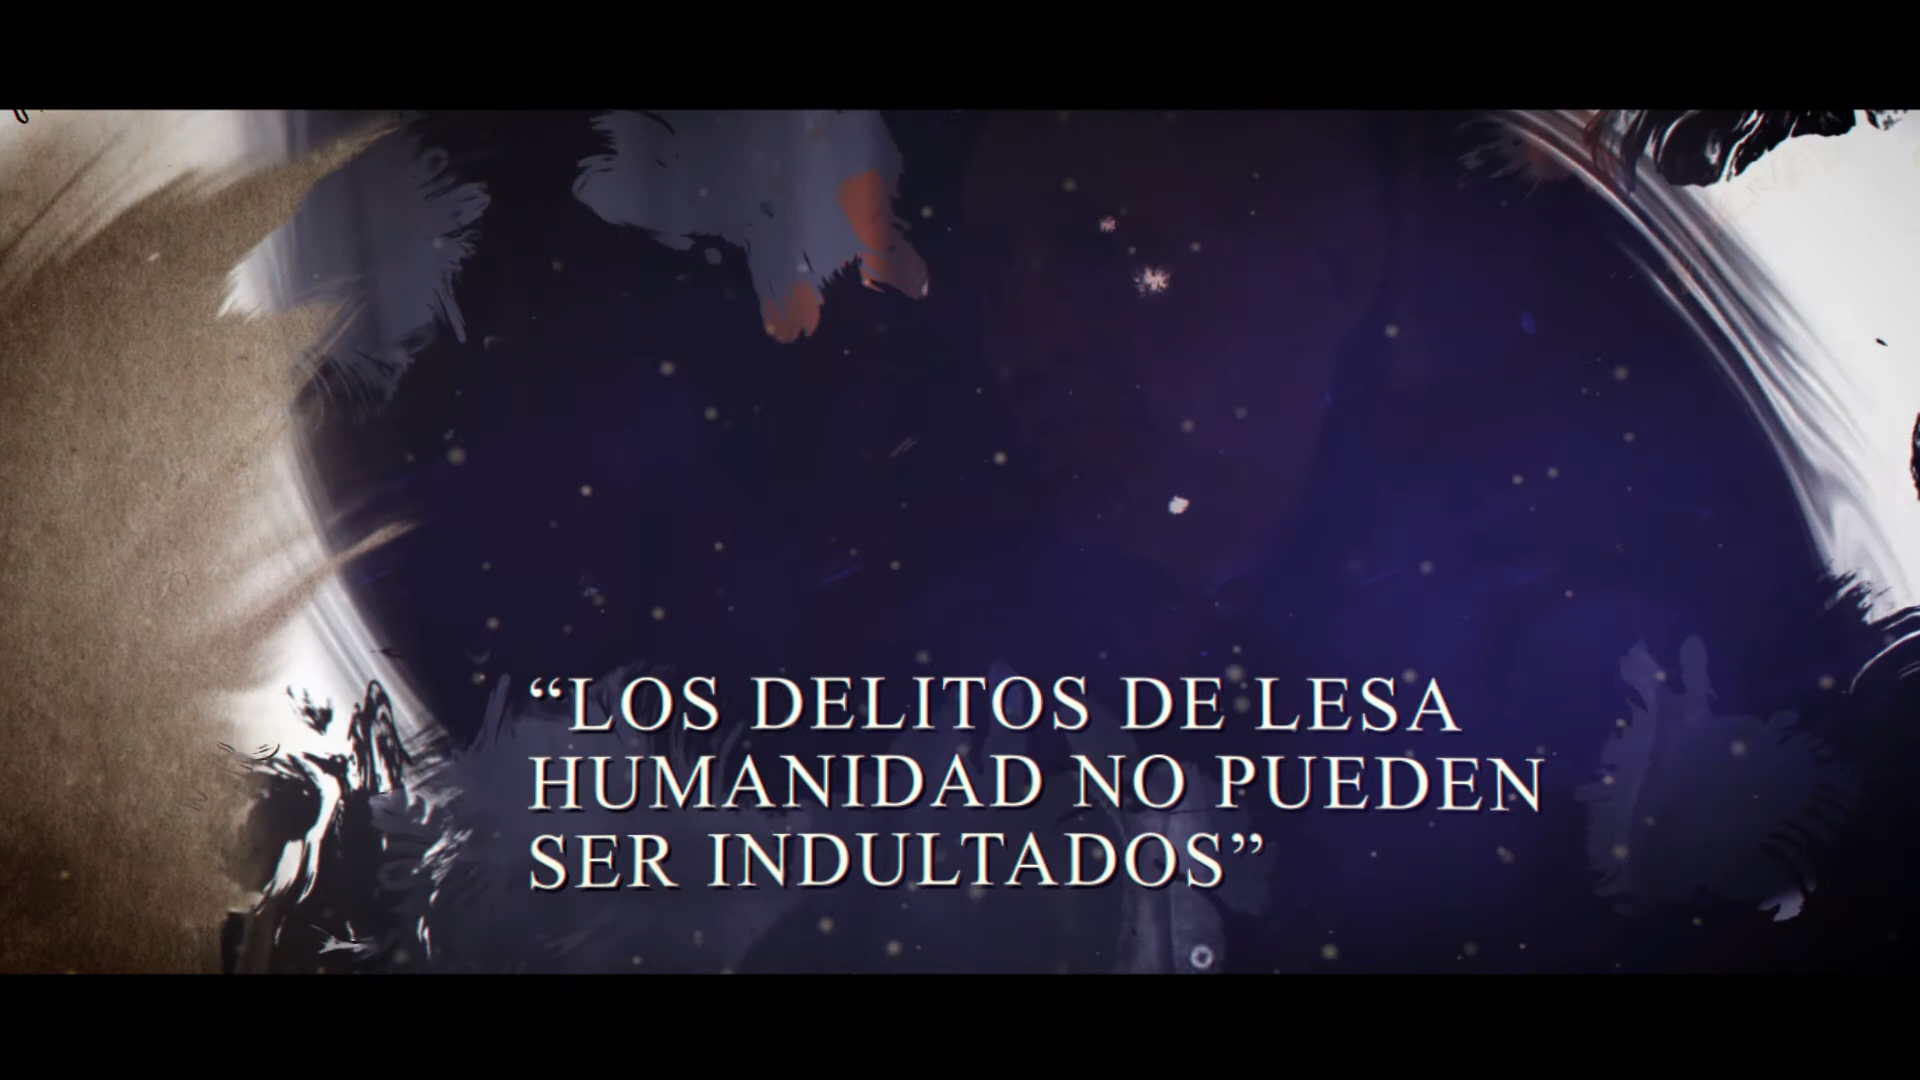 “LOS DELITOS DE LESA
HUMANIDAD NO PUEDEN
SER INDULTADOS”